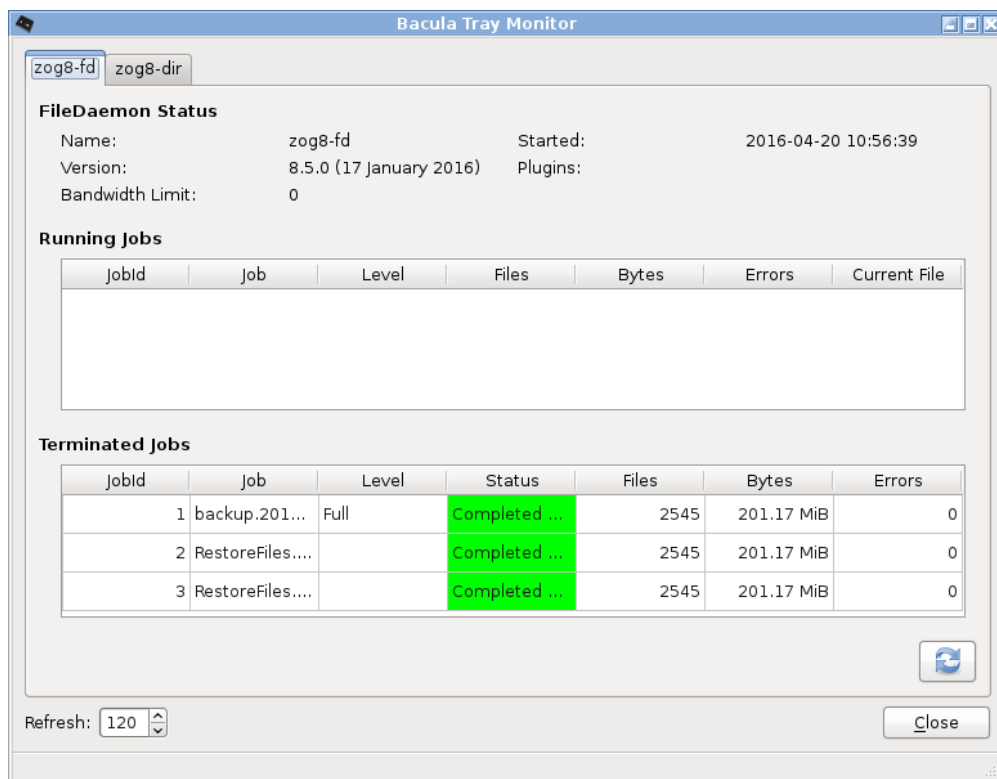 Bacula Tray Monitor
zog8-fd zog8-dir
FileDaemon Status
Name: zog8-fd Started: 2016-04-20 10:56:39
Version: 8.5.0 (17 January 2016) Plugins:
Bandwidth Limit: 0
Running Jobs
JobId Job Level Files Bytes Errors Current File
Terminated Jobs
JobId Job Level Status Files Bytes Errors
1 backup.201... Full Completed ... 2545 201.17 MiB 0
2 RestoreFiles.... Completed ... 2545 201.17 MiB 0
3 RestoreFiles.... Completed ... 2545 201.17 MiB 0
Refresh: 120 Close